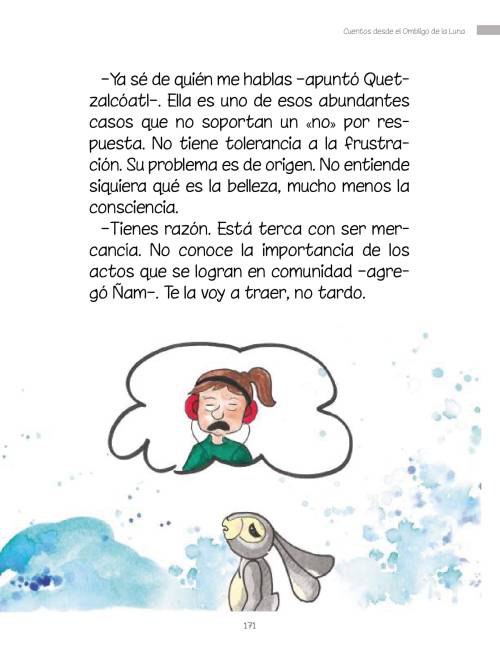 Cuentos desde el Ombligo de la Luna
–Ya sé de quién me hablas –apuntó Quet-
zalcóatl–. Ella es uno de esos abundantes
casos que no soportan un «no» por res-
puesta. No tiene tolerancia a la frustra-
ción. Su problema es de origen. No entiende
siquiera qué es la belleza, mucho menos la
consciencia.
–Tienes razón. Está terca con ser mer-
cancía. No conoce la importancia de los
actos que se logran en comunidad –agre-
gó Ñam–. Te la voy a traer, no tardo.
171